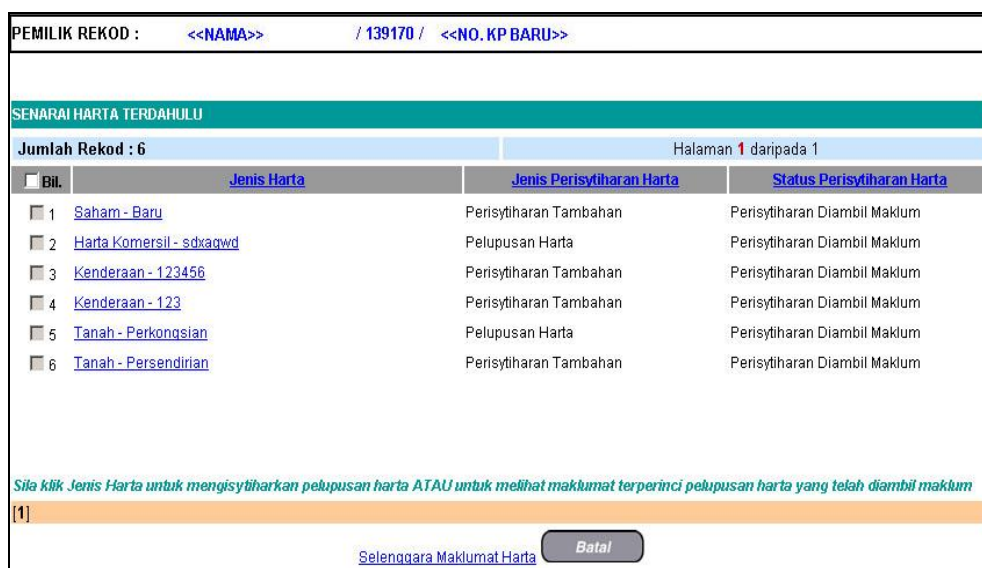 PEMILIK REKOD : <<NAMA>> / 139170 / <<NO. KP BARU>>
SENARAI HARTA TERDAHULU
Jumlah Rekod : 6 Halaman 1 daripada 1
Bil. Jenis Harta Jenis Perisytiharan Harta Status Perisytiharan Harta
1 Saham - Baru Perisytiharan Tambahan Perisytiharan Diambil Maklum
2 Harta Komersil - sdxaqwd Pelupusan Harta Perisytiharan Diambil Maklum
3 Kenderaan - 123456 Perisytiharan Tambahan Perisytiharan Diambil Maklum
4 Kenderaan - 123 Perisytiharan Tambahan Perisytiharan Diambil Maklum
5 Tanah - Perkongsian Pelupusan Harta Perisytiharan Diambil Maklum
6 Tanah - Persendirian Perisytiharan Tambahan Perisytiharan Diambil Maklum
Sila klik Jenis Harta untuk mengisytiharkan pelupusan harta ATAU untuk melihat maklumat terperinci pelupusan harta yang telah diambil maklum
[1]
Selenggara Maklumat Harta Batal